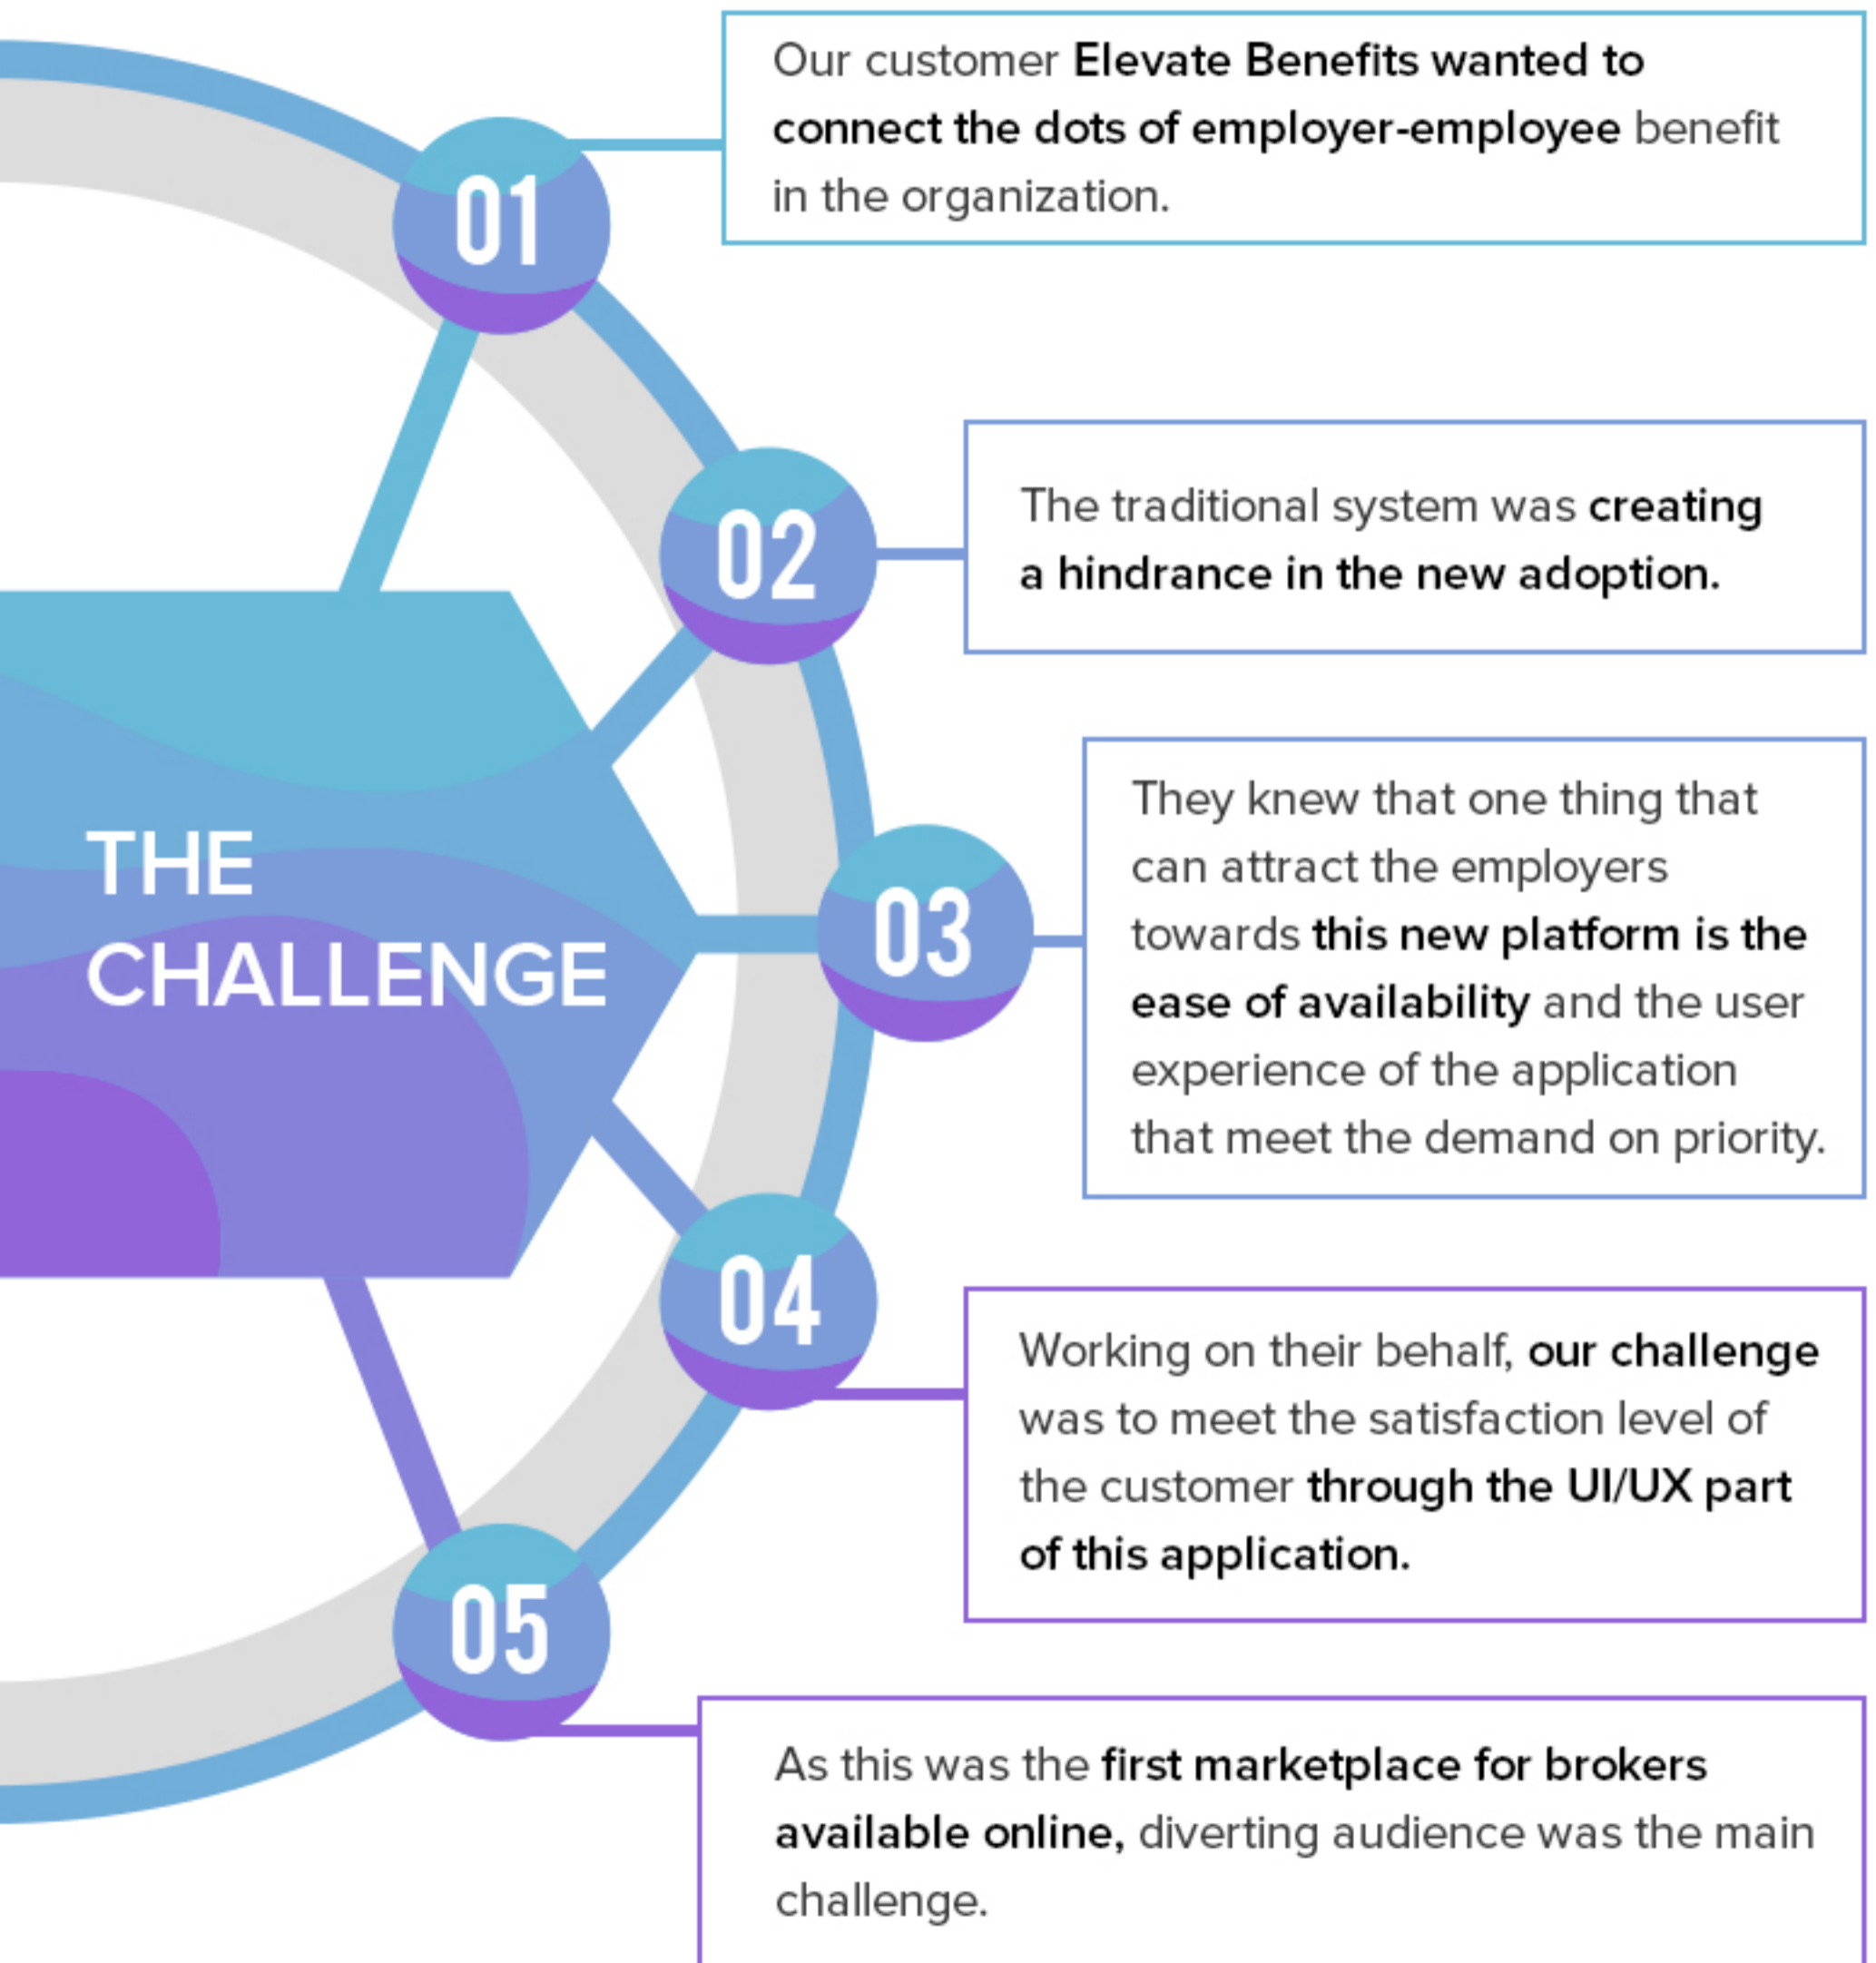 Our customer Elevate Benefits wanted to
connect the dots of employer-employee benefit
in the organization.
01
The traditional system was creating
a hindrance in the new adoption.
02
They knew that one thing that
can attract the employers
towards this new platform is the
ease of availability and the user
experience of the application
that meet the demand on priority.
03
THE
CHALLENGE
04
Working on their behalf, our challenge
was to meet the satisfaction level of
the customer through the UI/UX part
of this application.
05
As this was the first marketplace for brokers
available online, diverting audience was the main
challenge.